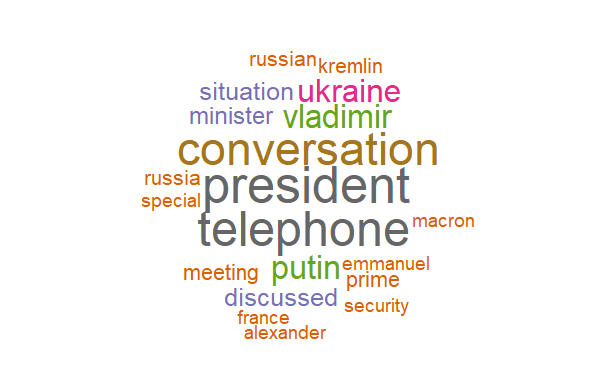 russian kremlin
situation ukraine
minister vladimir
conversation
russia president
special
telephone macron
meeting putin emmanuel
prime
discussed security
france
alexander